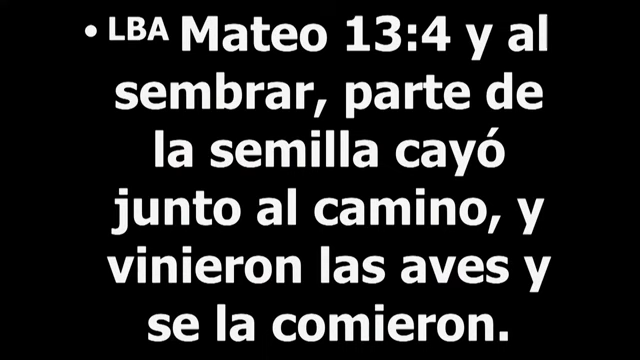 • LBA Mateo 13:4 y al
sembrar, parte de
la semilla cayó
junto al camino, y
vinieron las aves y
se la comieron.